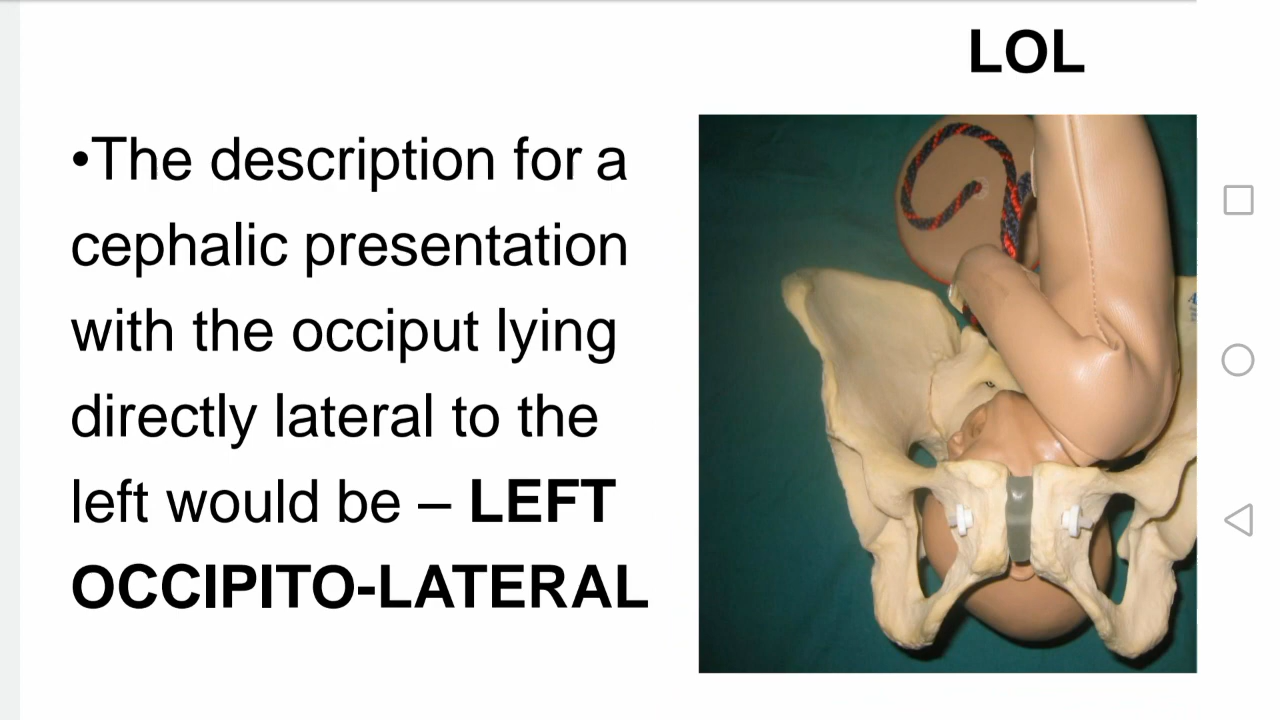 LOL
•The description for a
cephalic presentation
with the occiput lying
directly lateral to the
left would be – LEFT
OCCIPITO-LATERAL